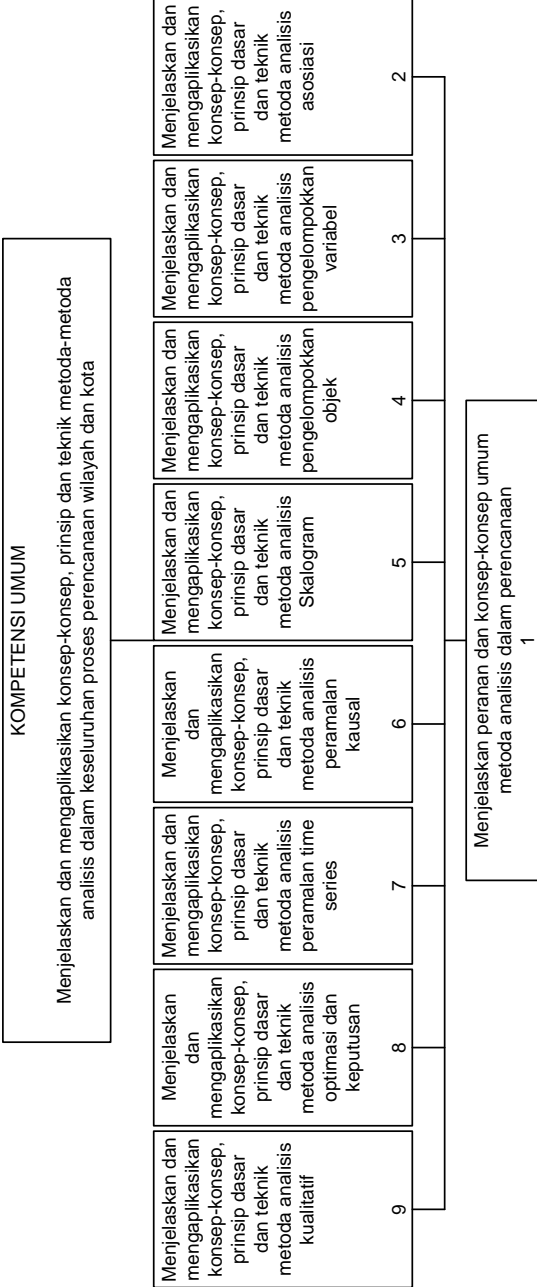 KOMPETENSI UMUM
Menjelaskan dan mengaplikasikan konsep-konsep, prinsip dan teknik metoda-metoda
analisis dalam keseluruhan proses perencanaan wilayah dan kota
Menjelaskan dan
mengaplikasikan
konsep-konsep,
prinsip dasar
dan teknik
metoda analisis
kualitatif
9
Menjelaskan
dan
mengaplikasikan
konsep-konsep,
prinsip dasar
dan teknik
metoda analisis
optimasi dan
keputusan
8
Menjelaskan dan
mengaplikasikan
konsep-konsep,
prinsip dasar
dan teknik
metoda analisis
peramalan time
series
7
Menjelaskan
dan
mengaplikasikan
konsep-konsep,
prinsip dasar
dan teknik
metoda analisis
peramalan
kausal
6
Menjelaskan dan
mengaplikasikan
konsep-konsep,
prinsip dasar
dan teknik
metoda analisis
Skalogram
5
Menjelaskan dan
mengaplikasikan
konsep-konsep,
prinsip dasar
dan teknik
metoda analisis
pengelompokkan
objek
4
Menjelaskan dan
mengaplikasikan
konsep-konsep,
prinsip dasar
dan teknik
metoda analisis
pengelompokkan
variabel
3
Menjelaskan dan
mengaplikasikan
konsep-konsep,
prinsip dasar
dan teknik
metoda analisis
asosiasi
2
Menjelaskan peranan dan konsep-konsep umum
metoda analisis dalam perencanaan
1